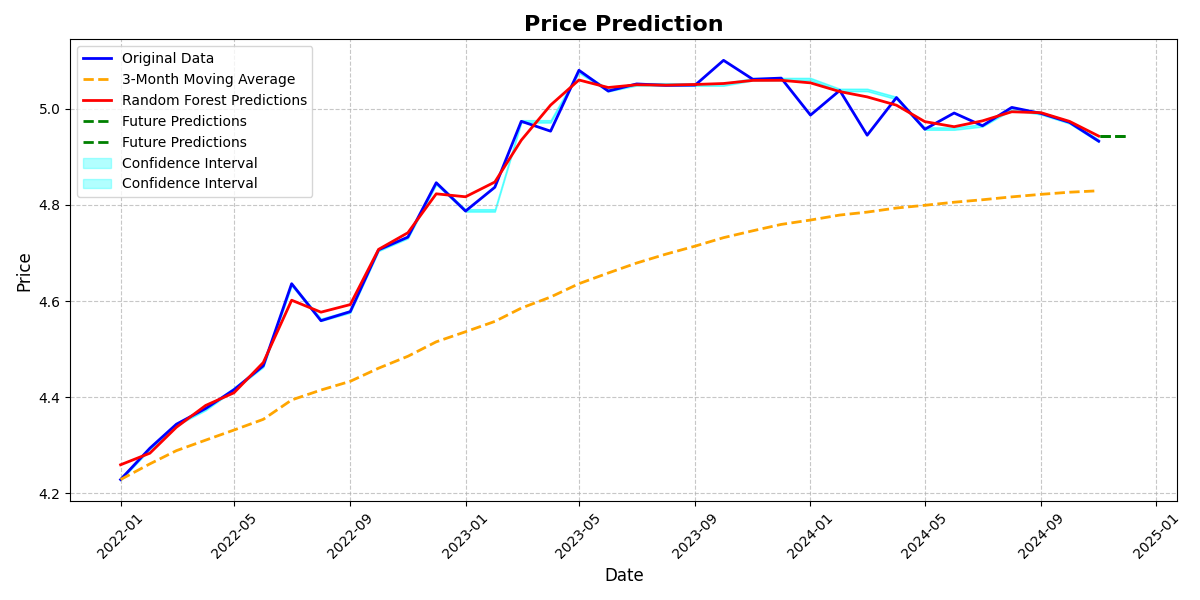 Price Prediction
Original Data
3-Month Moving Average
Random Forest Predictions
Future Predictions
Future Predictions
Confidence Interval
Confidence Interval
Price
5.0
4.8
4.6
4.4
4.2
2022-01
2022-05
2022-09
2023-01
2023-05
2023-09
2024-01
2024-05
2024-09
2025-01
Date